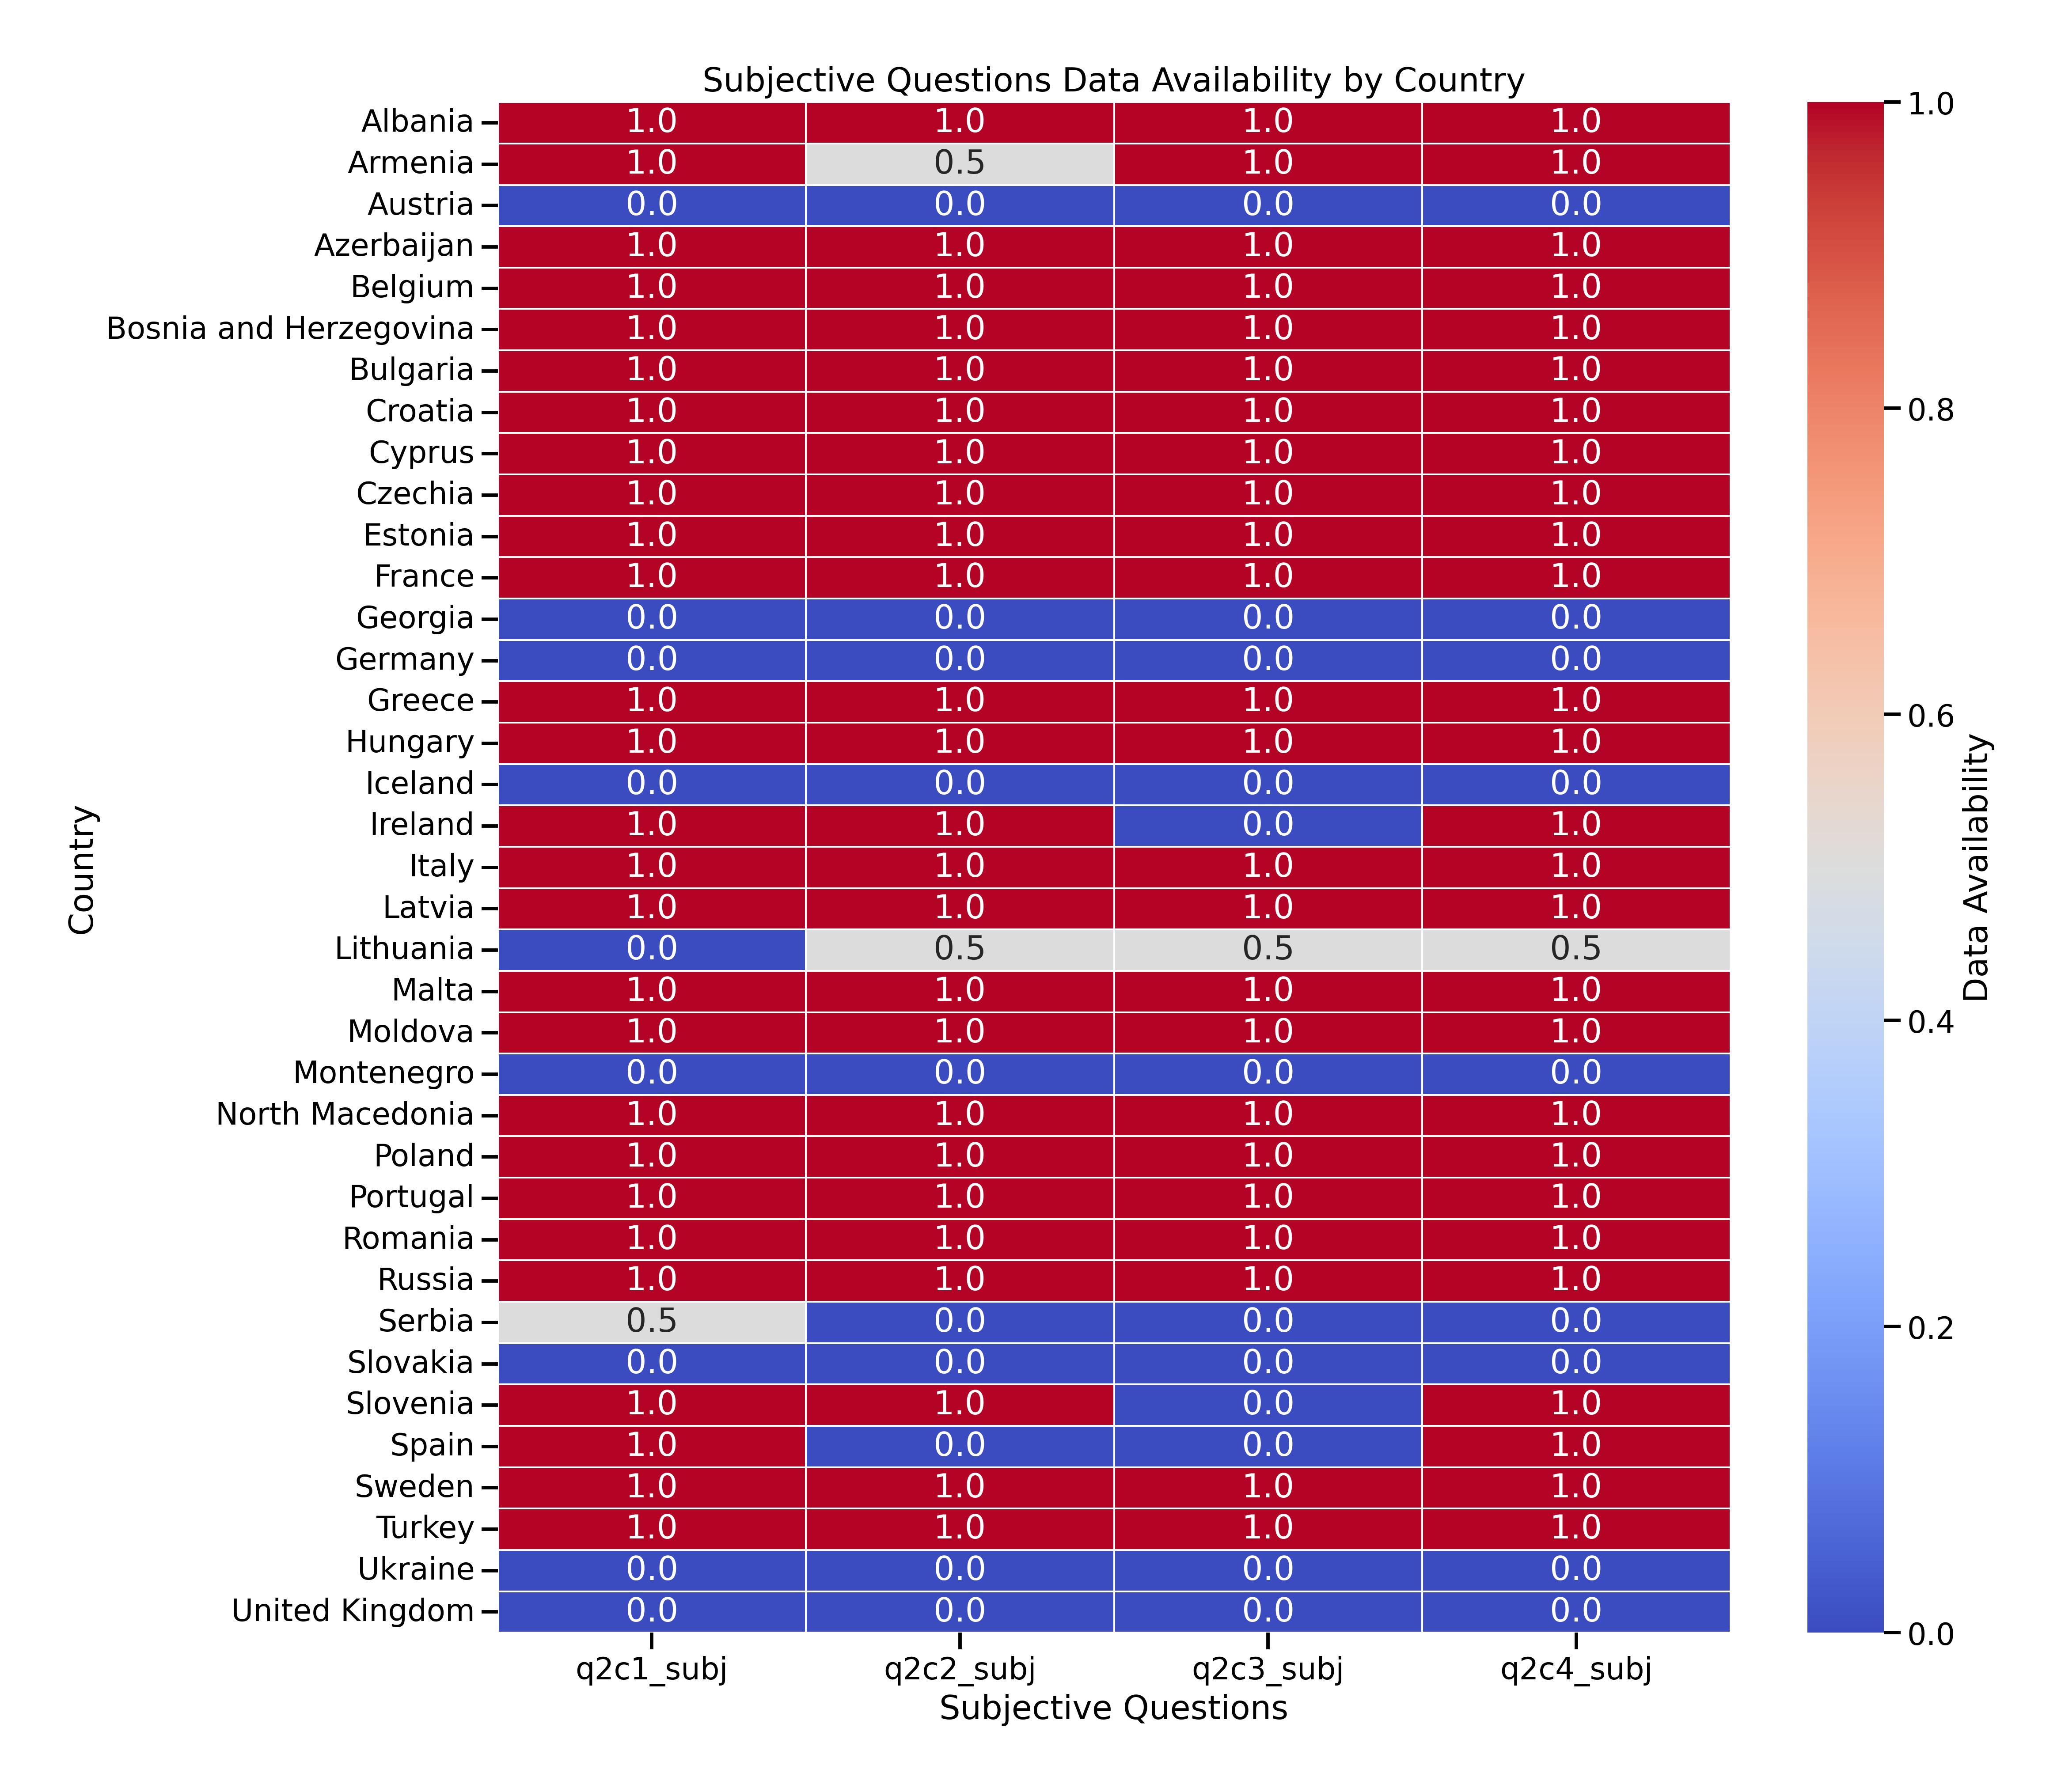 Subjective Questions Data Availability by Country
Albania 1.0 1.0 1.0 1.0
Armenia 1.0 0.5 1.0 1.0
Austria 0.0 0.0 0.0 0.0
Azerbaijan 1.0 1.0 1.0 1.0
Belgium 1.0 1.0 1.0 1.0
Bosnia and Herzegovina 1.0 1.0 1.0 1.0
Bulgaria 1.0 1.0 1.0 1.0
Croatia 1.0 1.0 1.0 1.0
Cyprus 1.0 1.0 1.0 1.0
Czechia 1.0 1.0 1.0 1.0
Estonia 1.0 1.0 1.0 1.0
France 1.0 1.0 1.0 1.0
Georgia 0.0 0.0 0.0 0.0
Germany 0.0 0.0 0.0 0.0
Greece 1.0 1.0 1.0 1.0
Hungary 1.0 1.0 1.0 1.0
Iceland 0.0 0.0 0.0 0.0
Ireland 1.0 1.0 0.0 1.0
Italy 1.0 1.0 1.0 1.0
Latvia 1.0 1.0 1.0 1.0
Lithuania 0.0 0.5 0.5 0.5
Malta 1.0 1.0 1.0 1.0
Moldova 1.0 1.0 1.0 1.0
Montenegro 0.0 0.0 0.0 0.0
North Macedonia 1.0 1.0 1.0 1.0
Poland 1.0 1.0 1.0 1.0
Portugal 1.0 1.0 1.0 1.0
Romania 1.0 1.0 1.0 1.0
Russia 1.0 1.0 1.0 1.0
Serbia 0.5 0.0 0.0 0.0
Slovakia 0.0 0.0 0.0 0.0
Slovenia 1.0 1.0 0.0 1.0
Spain 1.0 0.0 0.0 1.0
Sweden 1.0 1.0 1.0 1.0
Turkey 1.0 1.0 1.0 1.0
Ukraine 0.0 0.0 0.0 0.0
United Kingdom 0.0 0.0 0.0 0.0
q2c1_subj q2c2_subj q2c3_subj q2c4_subj
Subjective Questions
Country
1.0
0.8
0.6
0.4
0.2
0.0
Data Availability